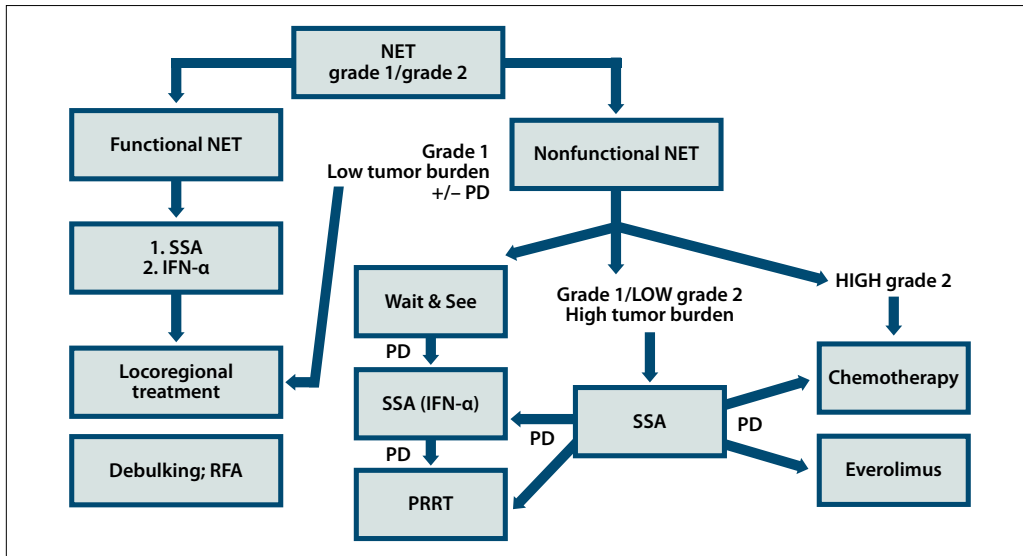 NET
grade 1/grade 2
Functional NET
Grade 1
Low tumor burden
+/– PD
Nonfunctional NET
1. SSA
2. IFN-α
Wait & See
Grade 1/LOW grade 2
High tumor burden
HIGH grade 2
PD
Locoregional
treatment
SSA (IFN-α)
PD
SSA
PD
Chemotherapy
PD
Debulking; RFA
PRRT
Everolimus